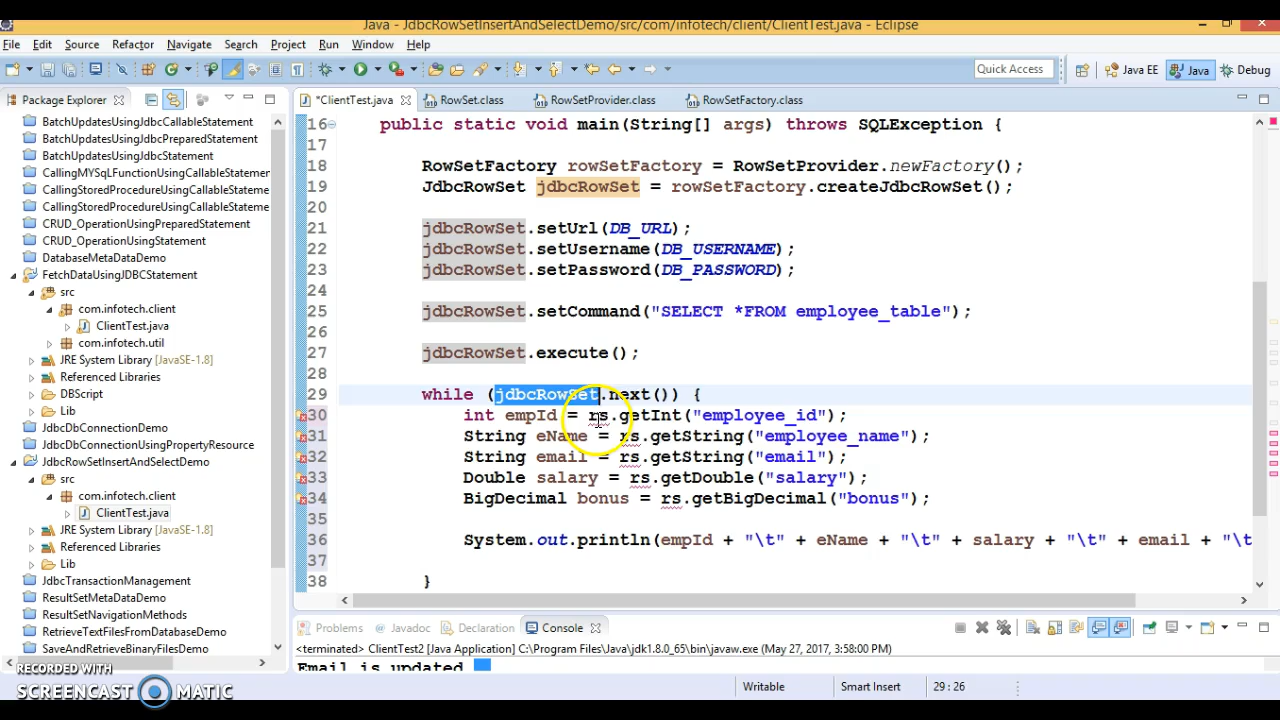 Java - JdbcRowSetInsertAndSelectDemo/src/com/infotech/client/ClientTest.java - Eclipse
File Edit Source Refactor Navigate Search Project Run Window Help
Quick Access Java EE Java Debug
Package Explorer
*ClientTest.java RowSet.class RowSetProvider.class RowSetFactory.class
BatchUpdatesUsingJdbcCallableStatement
BatchUpdatesUsingJdbcPreparedStatement
BatchUpdatesUsingJdbcStatement
CallingMYSqLFunctionUsingCallableStatemer
CallingStoredProcedureUsingCallableStateme
CallingStoredProcedureUsingCallableStateme
CRUD_OperationUsingPreparedStatement
CRUD_OperationUsingStatement
DatabaseMetaDataDemo
FetchDataUsingJDBCStatement
src
com.infotech.client
ClientTest.java
com.infotech.util
JRE System Library [JavaSE-1.8]
Referenced Libraries
DBScript
Lib
JdbcDbConnectionDemo
JdbcDbConnectionUsingPropertyResource
JdbcRowSetInsertAndSelectDemo
src
com.infotech.client
ClientTest.java
JRE System Library [JavaSE-1.8]
Referenced Libraries
Lib
JdbcTransactionManagement
ResultSetMetaDataDemo
ResultSetNavigationMethods
RetrieveTextFilesFromDatabaseDemo
SaveAndRetrieveBinaryFilesDemo
16 public static void main(String[] args) throws SQLException {
17
18 RowSetFactory rowSetFactory = RowSetProvider.newFactory();
19 JdbcRowSet jdbcRowSet = rowSetFactory.createJdbcRowSet();
20
21 jdbcRowSet.setUrl(DB_URL);
22 jdbcRowSet.setUsername(DB_USERNAME);
23 jdbcRowSet.setPassword(DB_PASSWORD);
24
25 jdbcRowSet.setCommand("SELECT *FROM employee_table");
26
27 jdbcRowSet.execute();
28
29 while (jdbcRowSet.next()) {
30 int empId = rs.getInt("employee_id");
31 String eName = rs.getString("employee_name");
32 String email = rs.getString("email");
33 Double salary = rs.getDouble("salary");
34 BigDecimal bonus = rs.getBigDecimal("bonus");
35
36 System.out.println(empId + "\t" + eName + "\t" + salary + "\t" + email + "\t
37
38 }
Problems Javadoc Declaration Console
<terminated> ClientTest2 [Java Application] C:\Program Files\Java\jdk1.8.0_65\bin\javaw.exe (May 27, 2017, 3:58:00 PM)
Email is updated
Writable Smart Insert 29 : 26
RECORDED WITH
SCREENCAST MATIC